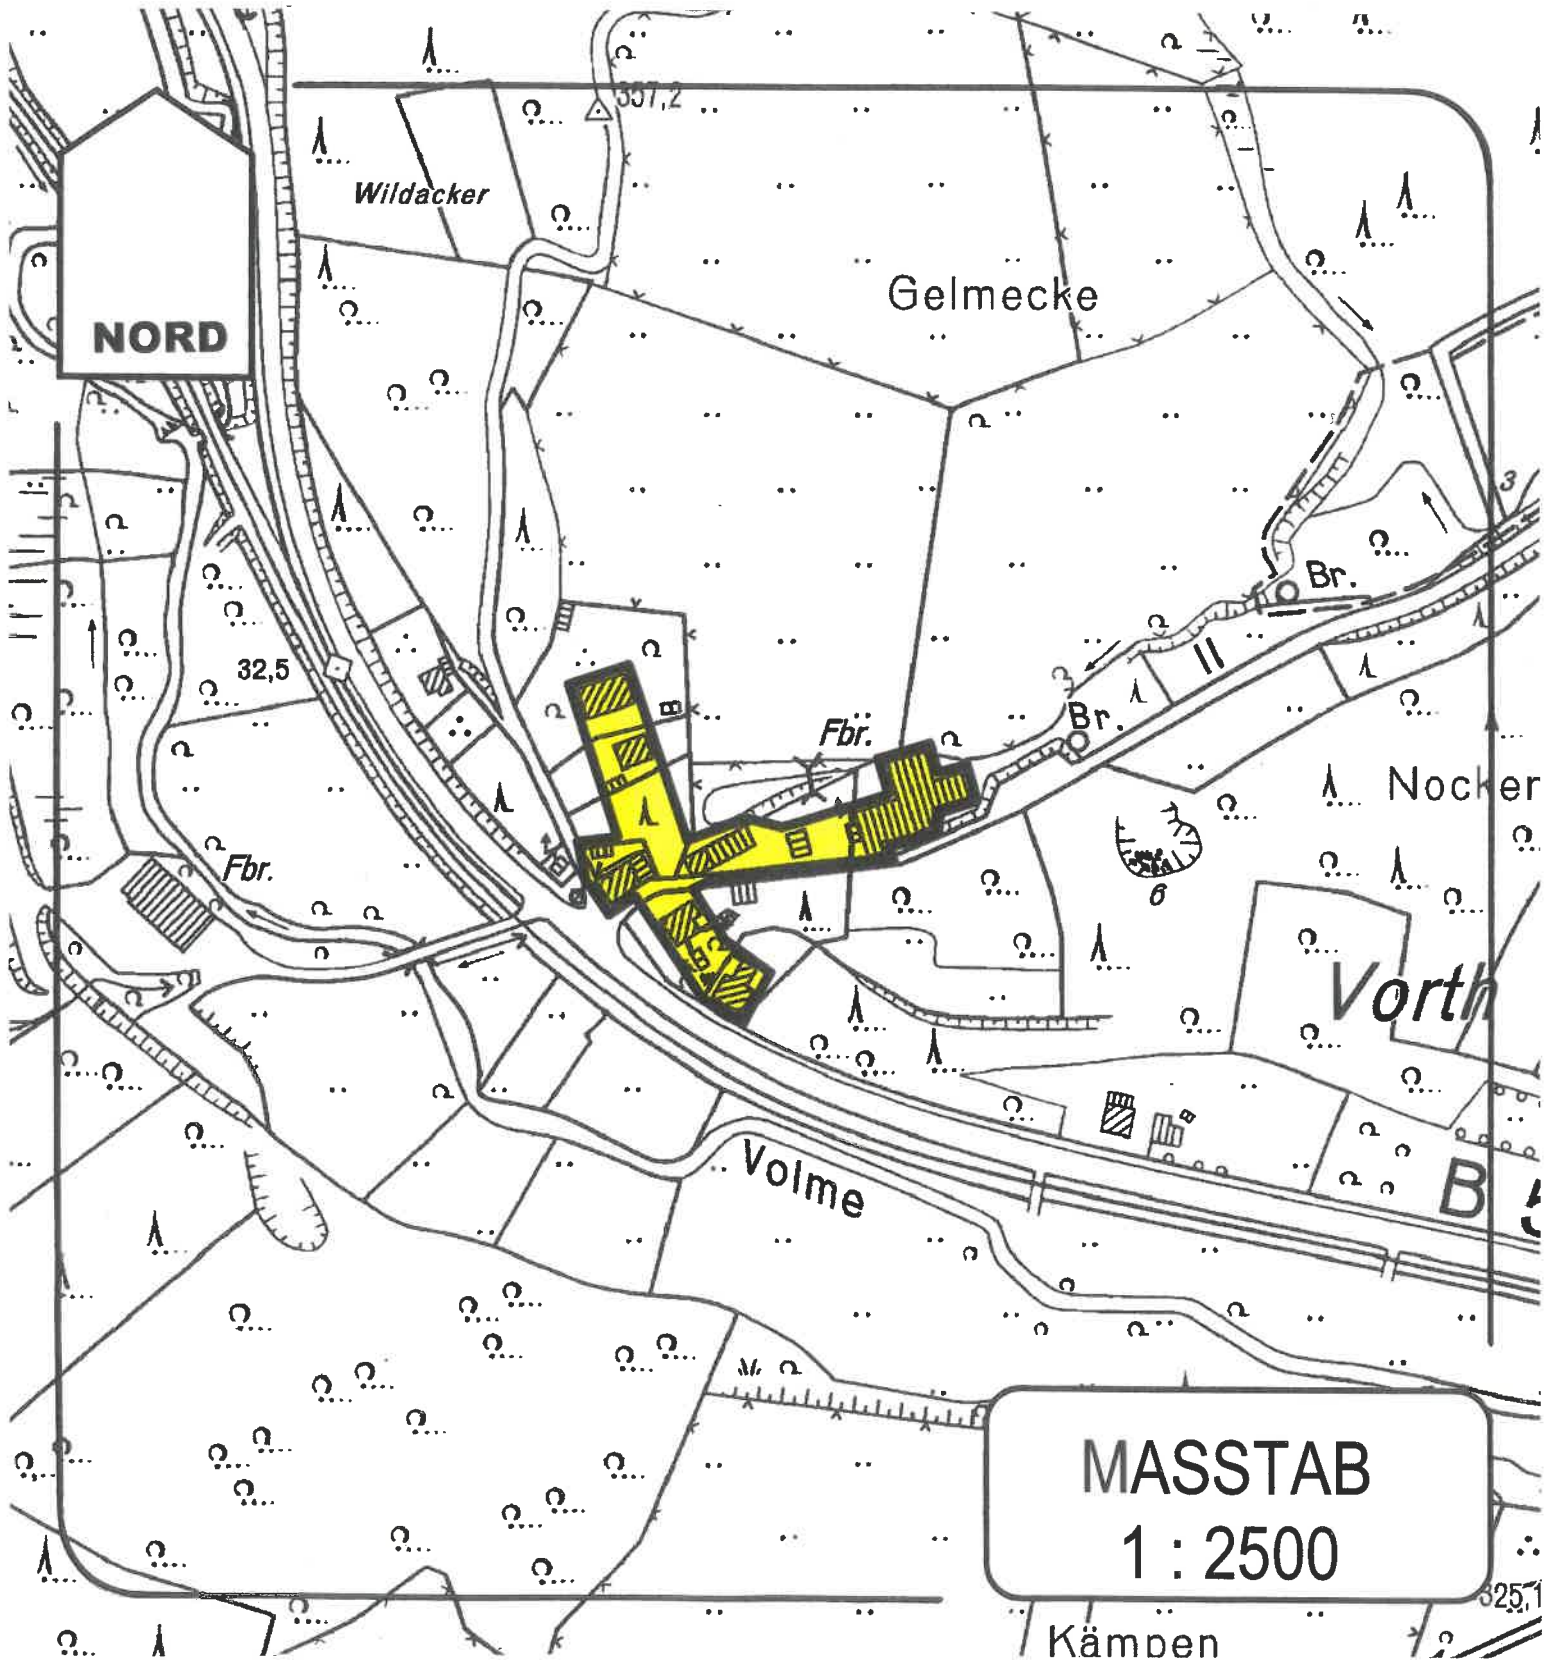 357,2
Wildacker
Gelmecke
NORD
3
Br.
32,5
Br.
Fbr.
Nocker
Fbr.
6
Vorth
Volme
B 5
MASSTAB
1 : 2500
325,1
Kämpen